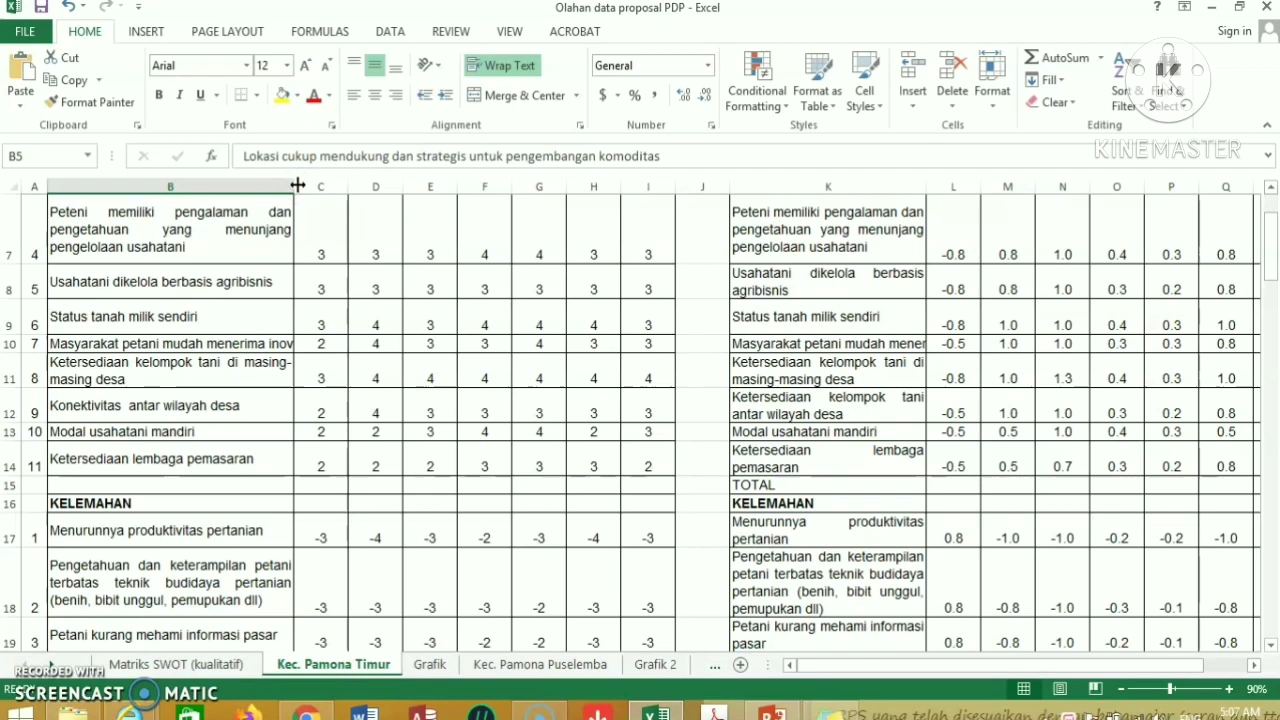 Olahan data proposal PDP - Excel
FILE HOME INSERT PAGE LAYOUT FORMULAS DATA REVIEW VIEW ACROBAT Sign in
Cut
Copy
Format Painter
Paste
Arial 12
B I U A
Wrap Text
Merge & Center
General
$ % ,
Conditional Formatting
Format as Table
Cell Styles
Insert Delete Format
AutoSum
Fill
Clear
Sort & Filter
Find & Select
Clipboard Font Alignment Number Styles Cells Editing
KINEMASTER
B5 fx Lokasi cukup mendukung dan strategis untuk pengembangan komoditas
A B C D E F G H I J K L M N O P Q
7 4 Peteni memiliki pengalaman dan pengetahuan yang menunjang pengelolaan usahatani 3 3 3 4 4 3 3 Peteni memiliki pengalaman dan pengetahuan yang menunjang pengelolaan usahatani -0.8 0.8 1.0 0.4 0.3 0.8
8 5 Usahatani dikelola berbasis agribisnis 3 3 3 3 3 3 3 Usahatani dikelola berbasis agribisnis -0.8 0.8 1.0 0.3 0.2 0.8
9 6 Status tanah milik sendiri 3 4 3 4 4 4 3 Status tanah milik sendiri -0.8 1.0 1.0 0.4 0.3 1.0
10 7 Masyarakat petani mudah menerima inov 2 4 3 3 4 3 3 Masyarakat petani mudah mener -0.5 1.0 1.0 0.3 0.3 0.8
11 8 Ketersediaan kelompok tani di masing-masing desa 3 4 4 4 4 4 4 Ketersediaan kelompok tani di masing-masing desa -0.8 1.0 1.3 0.4 0.3 1.0
12 9 Konektivitas antar wilayah desa 2 4 3 3 3 3 3 Ketersediaan kelompok tani antar wilayah desa -0.5 1.0 1.0 0.3 0.2 0.8
13 10 Modal usahatani mandiri 2 2 3 4 4 2 3 Modal usahatani mandiri -0.5 0.5 1.0 0.4 0.3 0.5
14 11 Ketersediaan lembaga pemasaran 2 2 2 3 3 3 2 Ketersediaan lembaga pemasaran -0.5 0.5 0.7 0.3 0.2 0.8
15 TOTAL
16 KELEMAHAN KELEMAHAN
17 1 Menurunnya produktivitas pertanian -3 -4 -3 -2 -3 -4 -3 Menurunnya produktivitas pertanian 0.8 -1.0 -1.0 -0.2 -0.2 -1.0
18 2 Pengetahuan dan keterampilan petani terbatas teknik budidaya pertanian (benih, bibit unggul, pemupukan dll) -3 -3 -3 -3 -2 -3 -3 Pengetahuan dan keterampilan petani terbatas teknik budidaya pertanian (benih, bibit unggul, pemupukan dll) 0.8 -0.8 -1.0 -0.3 -0.1 -0.8
19 3 Petani kurang mehami informasi pasar -3 -3 -3 -2 -2 -3 -3 Petani kurang mehami informasi pasar 0.8 -0.8 -1.0 -0.2 -0.1 -0.8
Matriks SWOT (kualitatif) Kec. Pamona Timur Grafik Kec. Pamona Puselemba Grafik 2 ...
RECORDED WITH
SCREENCAST MATIC
90%
5:07 AM